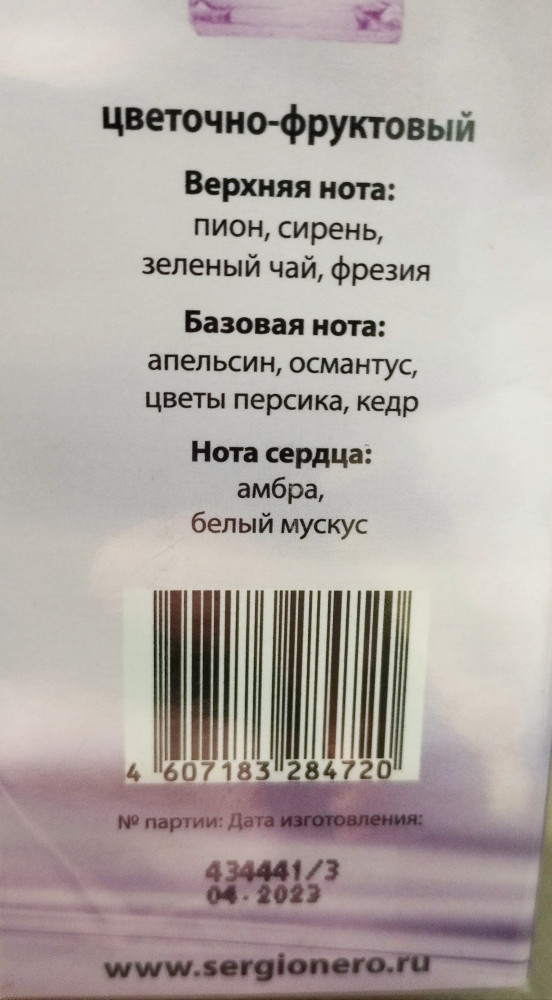 цветочно-фруктовый
Верхняя нота:
пион, сирень,
зеленый чай, фрезия
Базовая нота:
апельсин, османтус,
цветы персика, кедр
Нота сердца:
амбра,
белый мускус
4 607183 284720
№ партии: Дата изготовления:
434441/3
04.2023
www.sergionero.ru